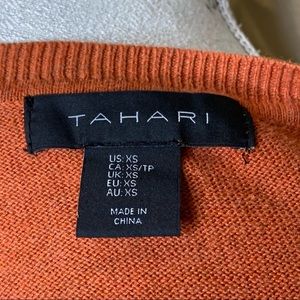 TAHARI
US: XS
CA: XS/TP
UK: XS
EU: XS
AU: XS
MADE IN
CHINA